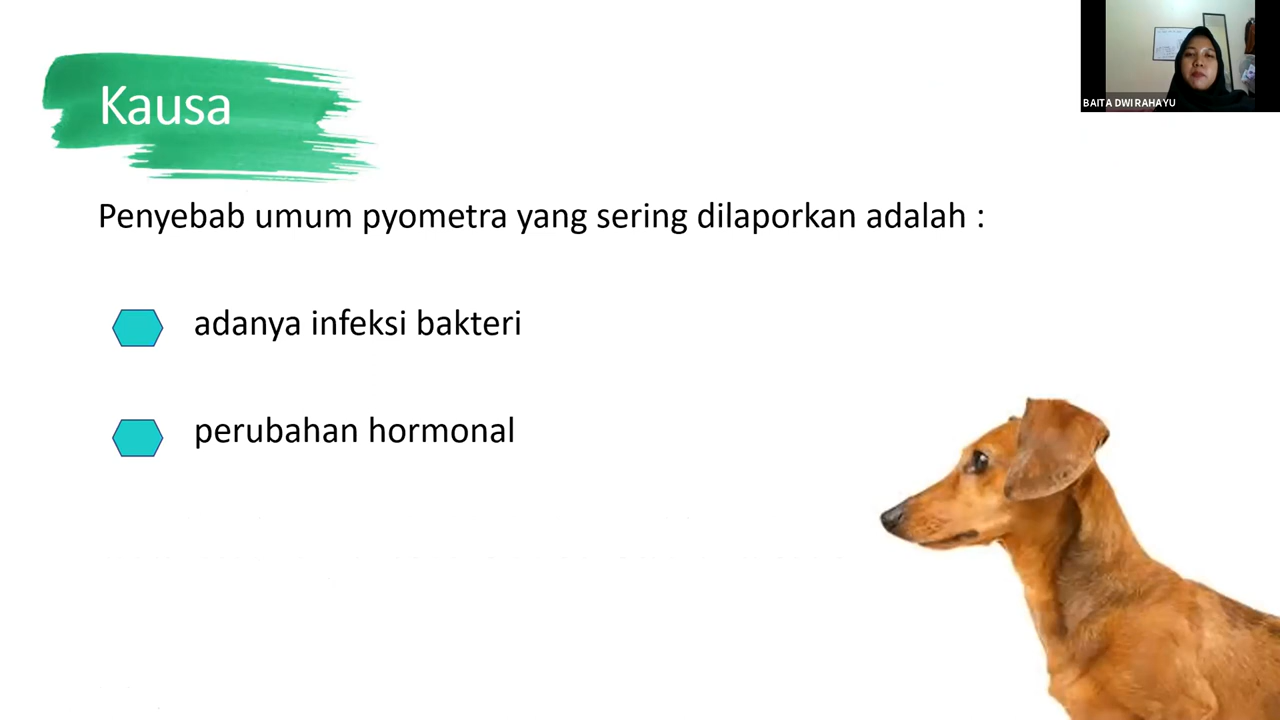 Kausa
BAITA DWI RAHAYU
Penyebab umum pyometra yang sering dilaporkan adalah :
adanya infeksi bakteri
perubahan hormonal